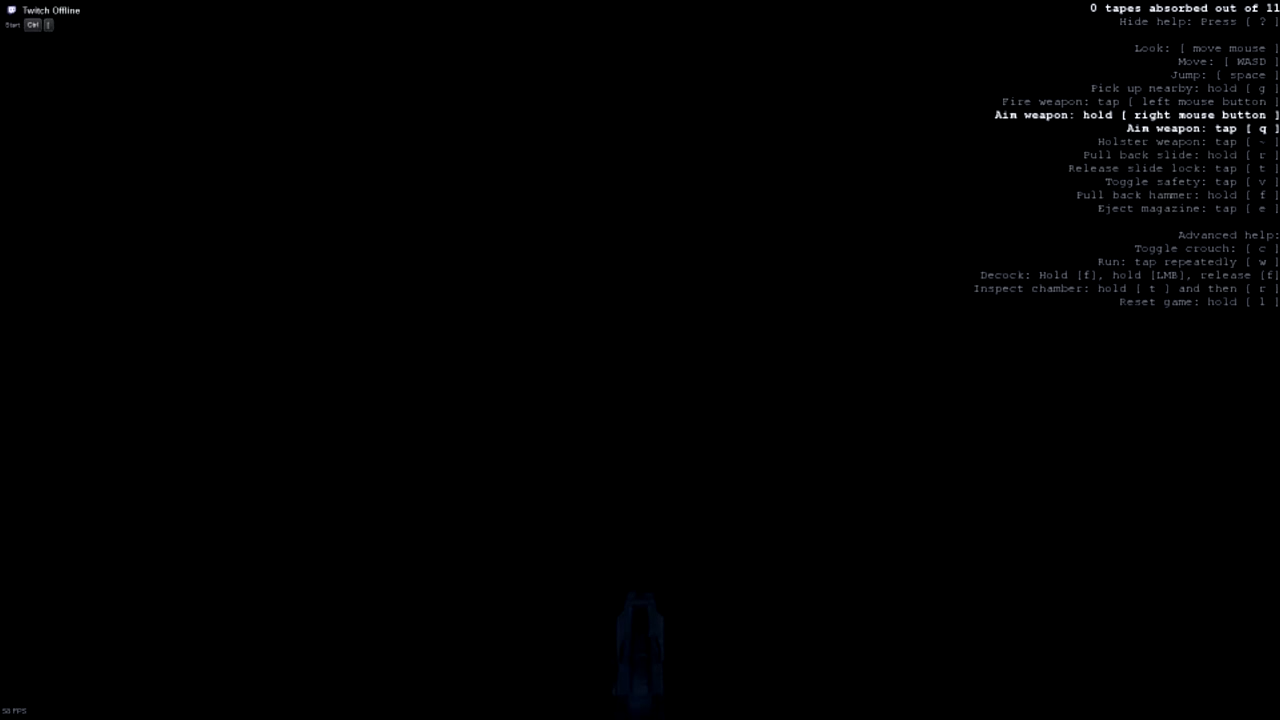 Twitch Offline
Start Ctrl [
0 tapes absorbed out of 11
Hide help: Press [ ? ]
Look: [ move mouse ]
Move: [ WASD ]
Jump: [ space ]
Pick up nearby: hold [ g ]
Fire weapon: tap [ left mouse button ]
Aim weapon: hold [ right mouse button ]
Aim weapon: tap [ q ]
Holster weapon: tap [ ~ ]
Pull back slide: hold [ r ]
Release slide lock: tap [ t ]
Toggle safety: tap [ v ]
Pull back hammer: hold [ f ]
Eject magazine: tap [ e ]
Advanced help:
Toggle crouch: [ c ]
Run: tap repeatedly [ w ]
Decock: Hold [f], hold [LMB], release [f]
Inspect chamber: hold [ t ] and then [ r ]
Reset game: hold [ l ]
58 FPS